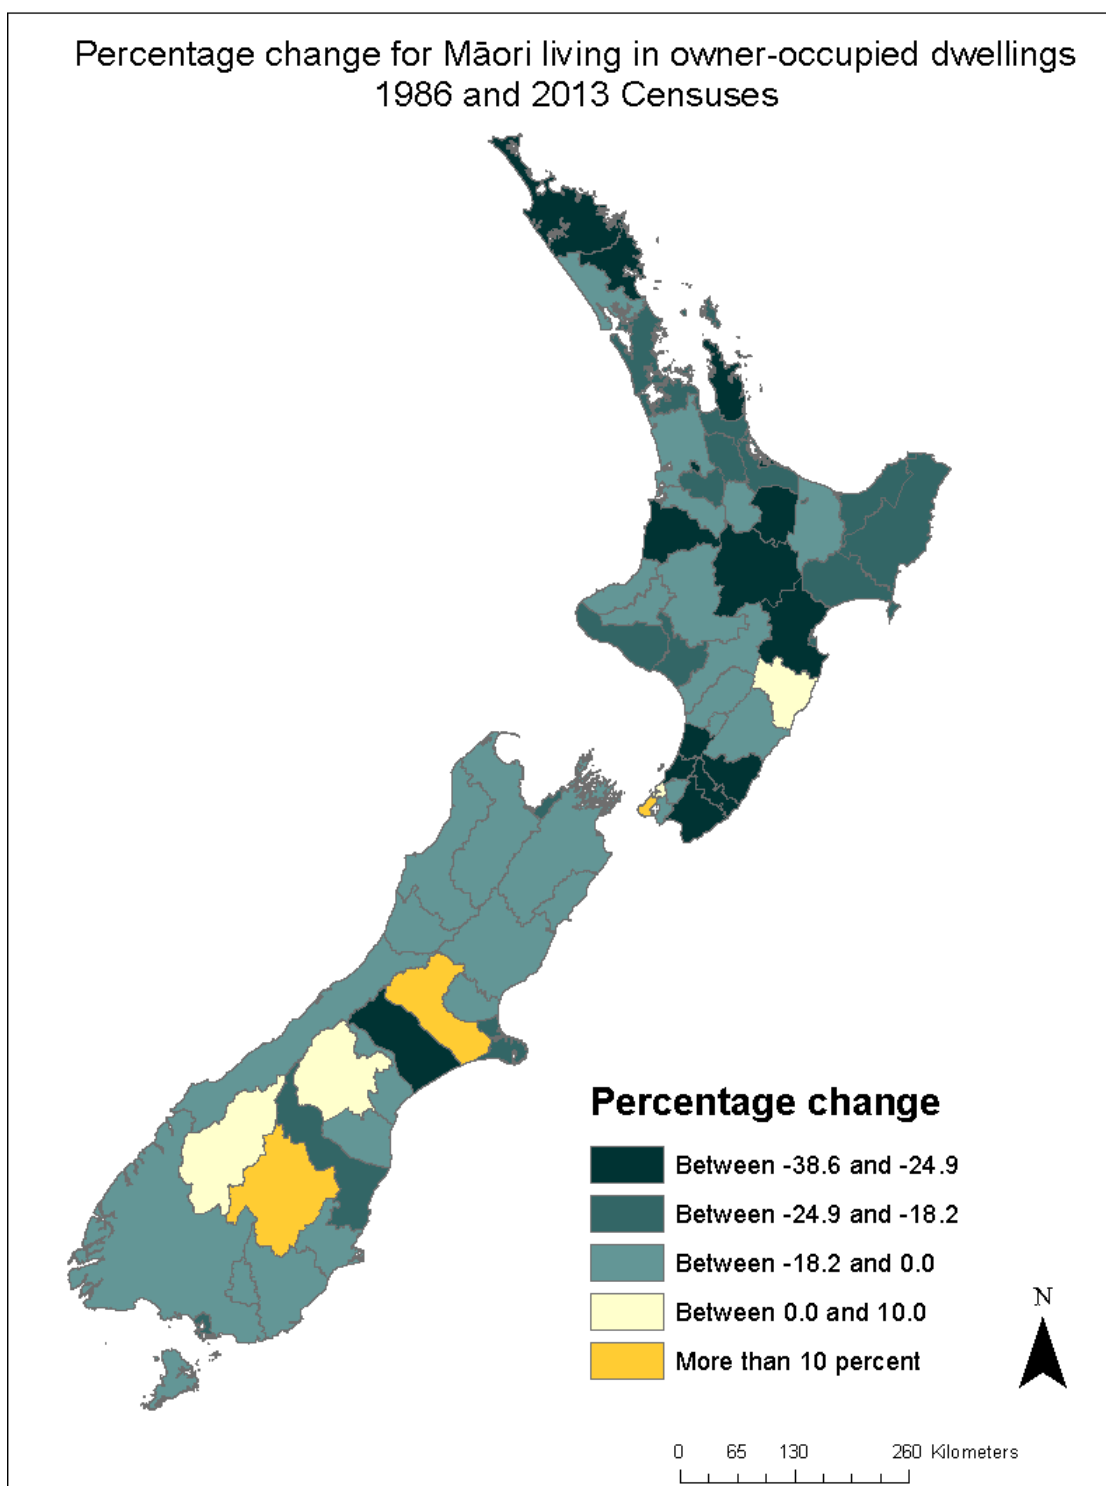 Percentage change for Māori living in owner-occupied dwellings
1986 and 2013 Censuses
Percentage change
Between -38.6 and -24.9
Between -24.9 and -18.2
Between -18.2 and 0.0
Between 0.0 and 10.0
More than 10 percent
N
0 65 130 260 Kilometers